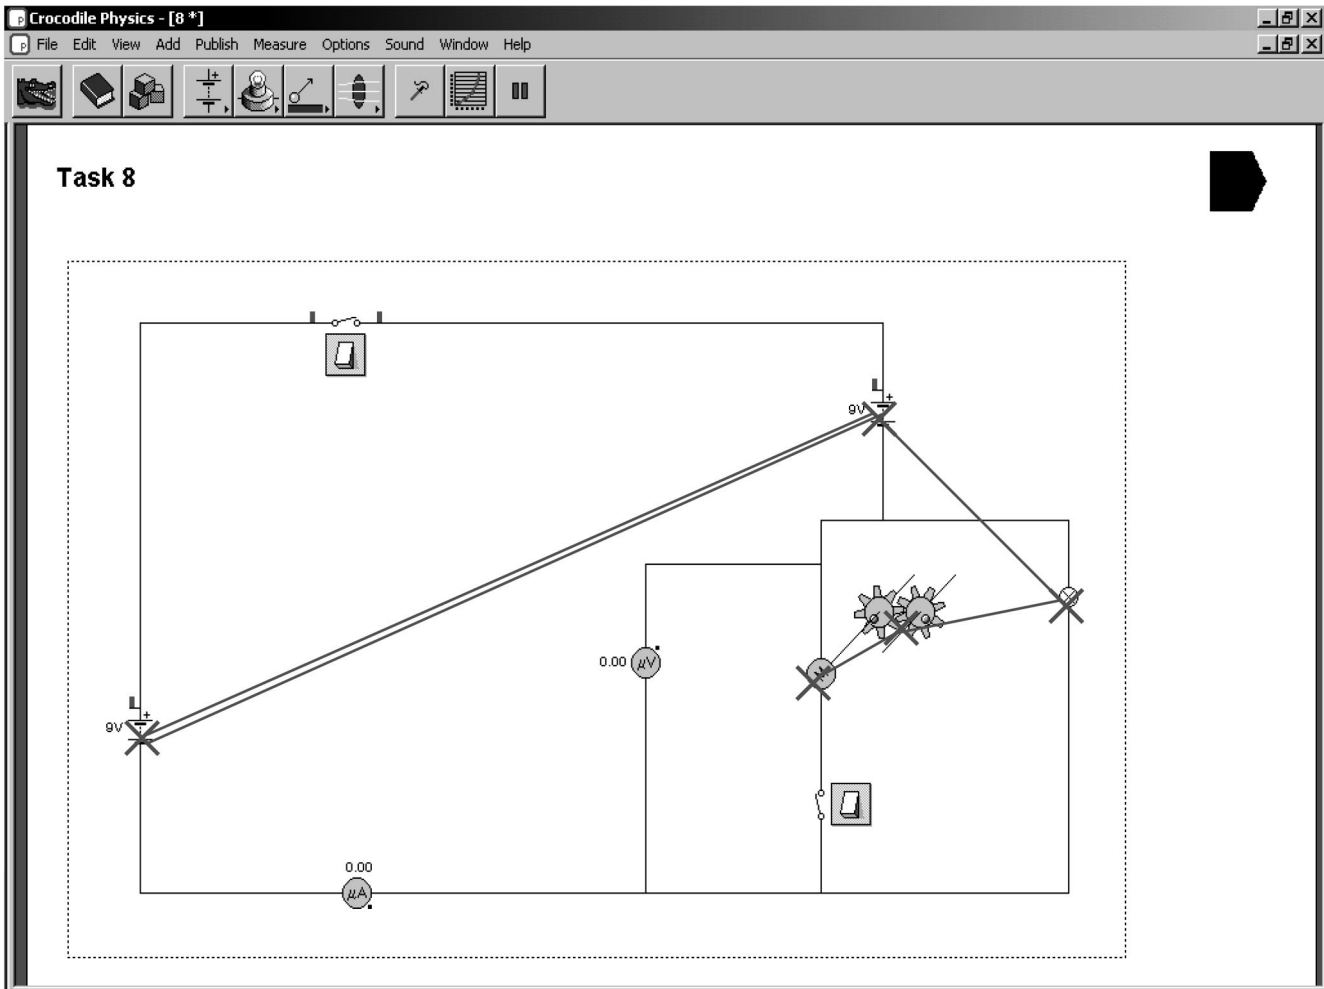 Crocodile Physics - [8 *]
File Edit View Add Publish Measure Options Sound Window Help
Task 8
9V
+
0.00 µV
9V
+
M
0.00
µA